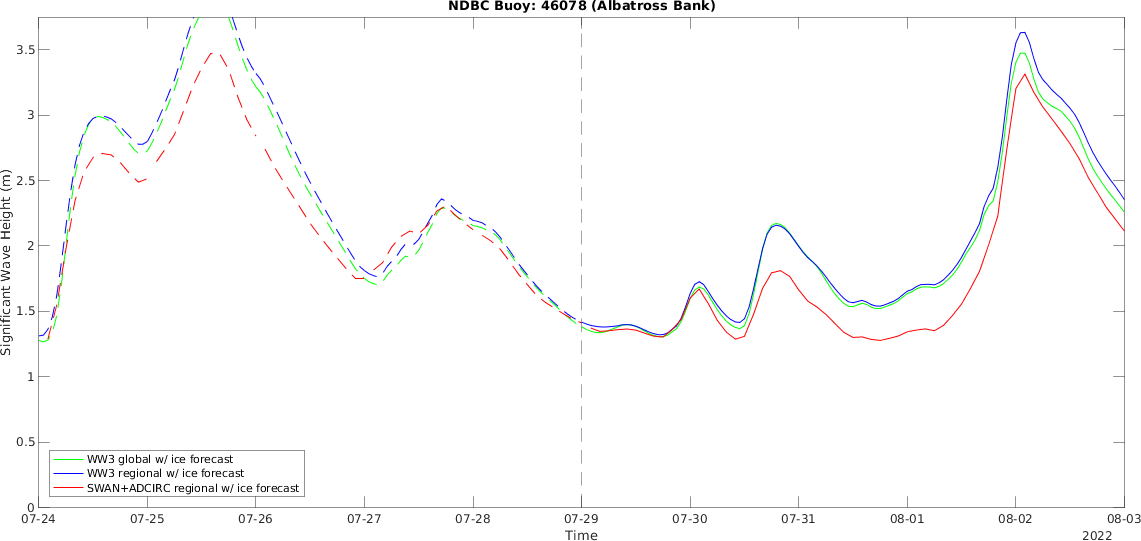 NDBC Buoy: 46078 (Albatross Bank)
3.5
3
2.5
2
1.5
1
0.5
0
Significant Wave Height (m)
WW3 global w/ ice forecast
WW3 regional w/ ice forecast
SWAN+ADCIRC regional w/ ice forecast
07-24 07-25 07-26 07-27 07-28 07-29 07-30 07-31 08-01 08-02 08-03
Time
2022